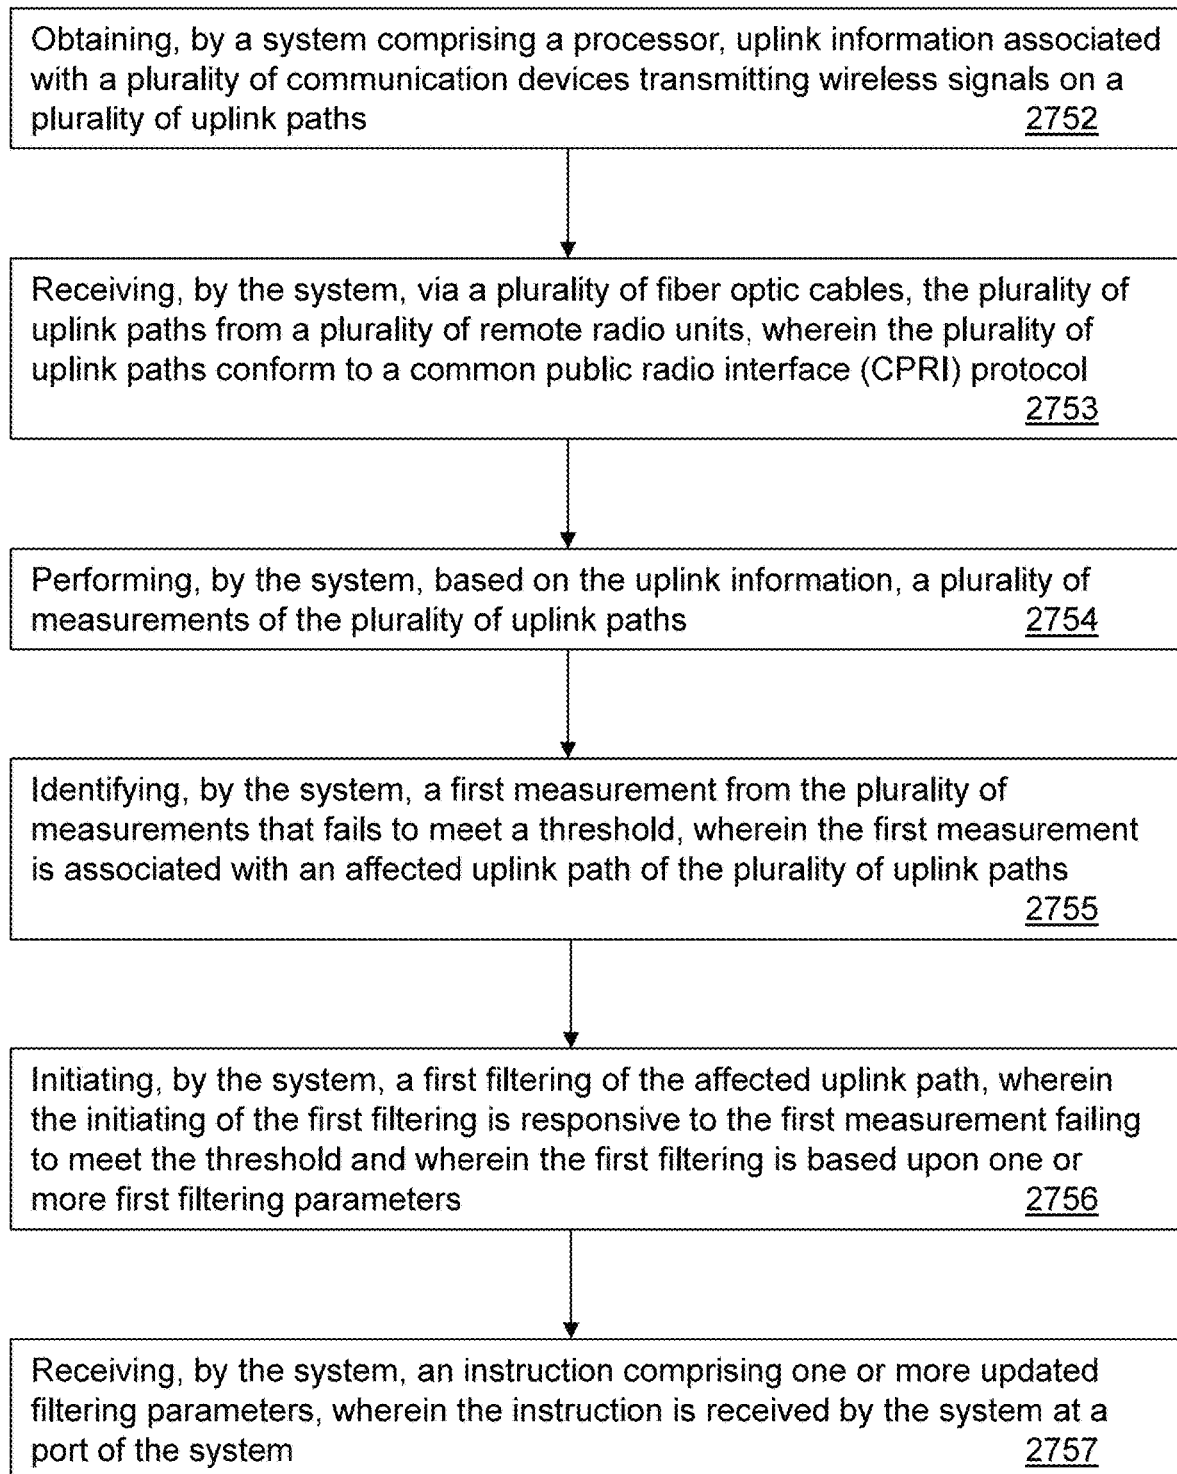 Obtaining, by a system comprising a processor, uplink information associated
with a plurality of communication devices transmitting wireless signals on a
plurality of uplink paths 2752
Receiving, by the system, via a plurality of fiber optic cables, the plurality of
uplink paths from a plurality of remote radio units, wherein the plurality of
uplink paths conform to a common public radio interface (CPRI) protocol
2753
Performing, by the system, based on the uplink information, a plurality of
measurements of the plurality of uplink paths 2754
Identifying, by the system, a first measurement from the plurality of
measurements that fails to meet a threshold, wherein the first measurement
is associated with an affected uplink path of the plurality of uplink paths
2755
Initiating, by the system, a first filtering of the affected uplink path, wherein
the initiating of the first filtering is responsive to the first measurement failing
to meet the threshold and wherein the first filtering is based upon one or
more first filtering parameters 2756
Receiving, by the system, an instruction comprising one or more updated
filtering parameters, wherein the instruction is received by the system at a
port of the system 2757